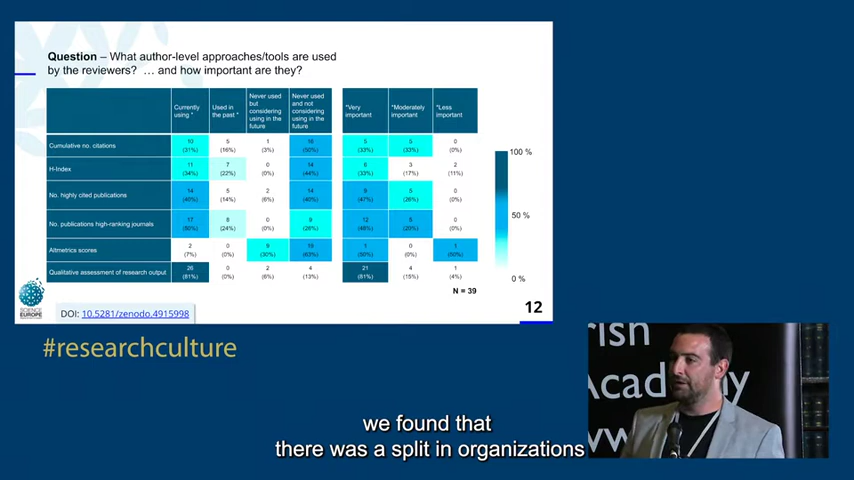 Question – What author-level approaches/tools are used
by the reviewers? … and how important are they?
Currently
using *
Used in
the past *
Never used
but
considering
using in the
future
Never used
and not
considering
using in the
future
*Very
important
*Moderately
important
*Less
important
Cumulative no. citations
10
(31%)
5
(16%)
1
(3%)
16
(50%)
5
(33%)
5
(33%)
0
(0%)
H-Index
11
(34%)
7
(22%)
0
(0%)
14
(44%)
6
(33%)
3
(17%)
2
(11%)
No. highly cited publications
14
(40%)
5
(14%)
2
(6%)
14
(40%)
9
(47%)
5
(26%)
0
(0%)
No. publications high-ranking journals
17
(50%)
8
(24%)
0
(0%)
12
(48%)
5
(20%)
0
(0%)
Altmetrics scores
2
(7%)
0
(0%)
9
(30%)
19
(63%)
1
(50%)
0
(0%)
1
(50%)
Qualitative assessment of research output
26
(81%)
0
(0%)
2
(6%)
4
(13%)
21
(81%)
4
(15%)
1
(4%)
100 %
50 %
0 %
N = 39
SCIENCE
EUROPE
DOI: 10.5281/zenodo.4915998
12
#researchculture
rish
Acad my
ww
we found that
there was a split in organizations